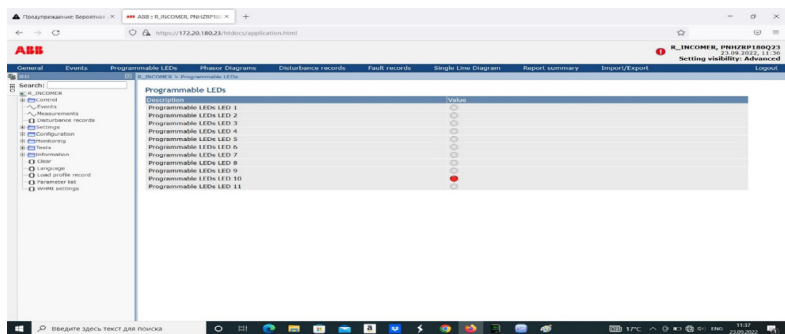 Предупреждение: Вероятная
ABB : R_INCOMER, PNHZRP180
https://172.20.180.23/htdocs/application.html
ABB
R_INCOMER, PNHZRP180Q23
23.09.2022, 11:36
Setting visibility: Advanced
General Events Programmable LEDs Phasor Diagrams Disturbance records Fault records Single Line Diagram Report summary Import/Export Logout
R_INCOMER > Programmable LEDs
Search:
R_INCOMER
Control
Events
Measurements
Disturbance records
Settings
Configuration
Monitoring
Tests
Information
Clear
Language
Load profile record
Parameter list
WHMI settings
Programmable LEDs
Description Value
Programmable LEDs LED 1
Programmable LEDs LED 2
Programmable LEDs LED 3
Programmable LEDs LED 4
Programmable LEDs LED 5
Programmable LEDs LED 6
Programmable LEDs LED 7
Programmable LEDs LED 8
Programmable LEDs LED 9
Programmable LEDs LED 10
Programmable LEDs LED 11
Введите здесь текст для поиска
17°C ENG 11:37
23.09.2022